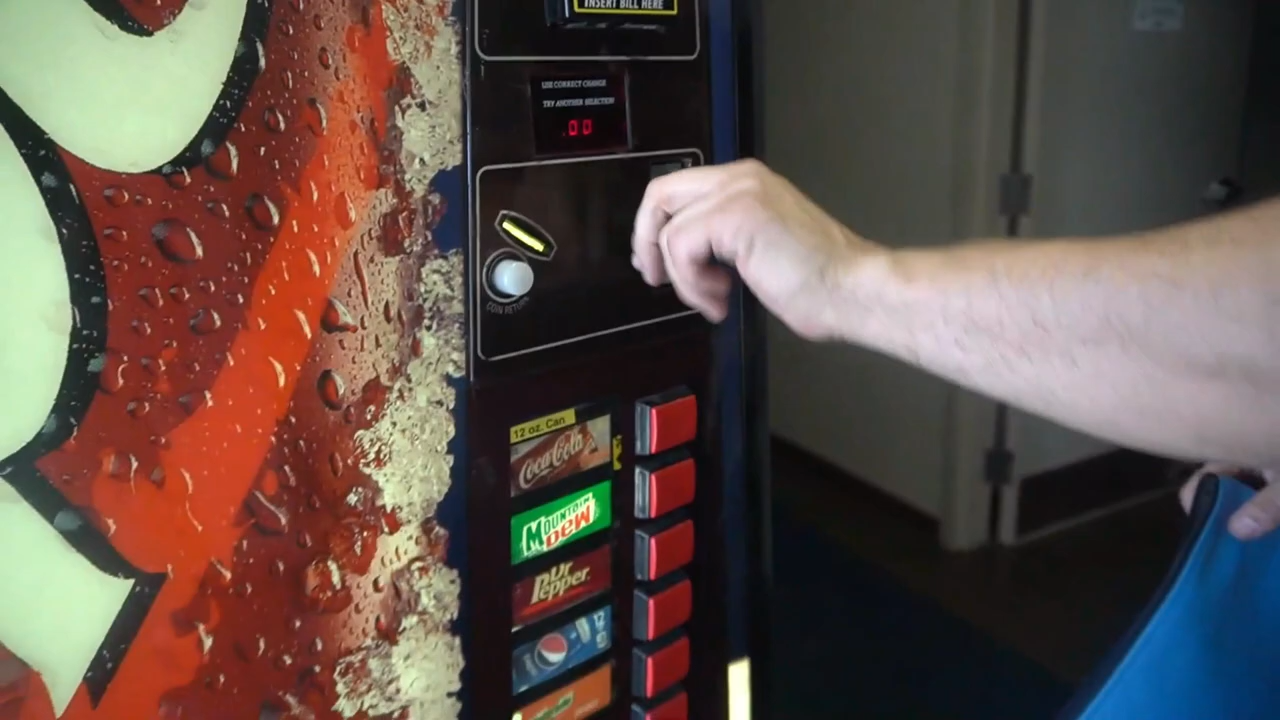 INSERT BILL HERE
USE CORRECT CHANGE
TRY ANOTHER SELECTION
.00
COIN RETURN
12 oz. Can
Coca-Cola
MOUNTAIN
DEW
Dr
Pepper
12